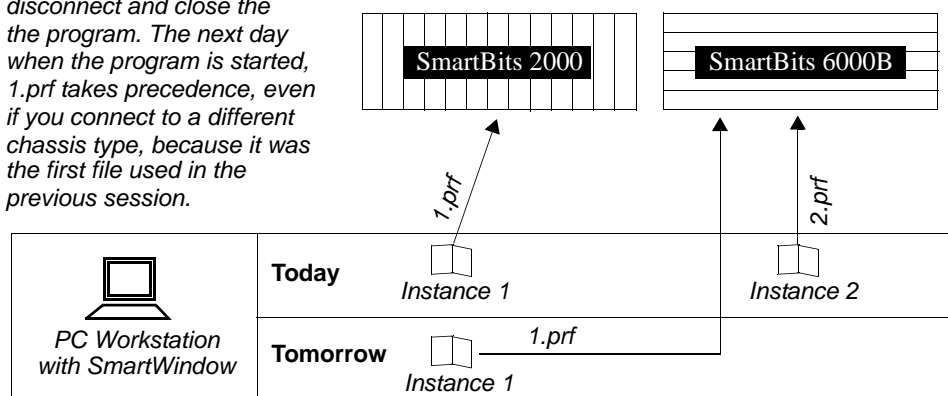 disconnect and close the
the program. The next day
when the program is started,
1.prf takes precedence, even
if you connect to a different
chassis type, because it was
the first file used in the
previous session.
SmartBits 2000
SmartBits 6000B
1.prf
2.prf
Today
Instance 1
Instance 2
PC Workstation
with SmartWindow
Tomorrow
1.prf
Instance 1